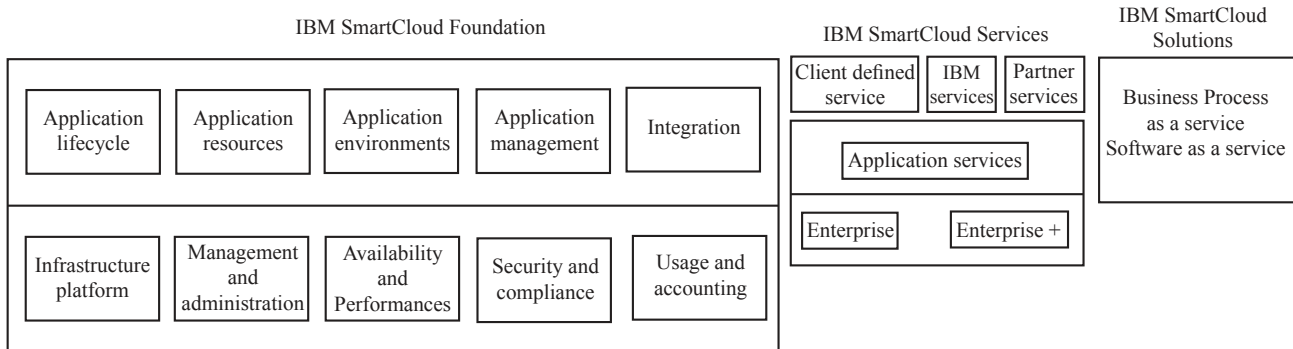 IBM SmartCloud Foundation
Application
lifecycle
Application
resources
Application
environments
Application
management
Integration
Infrastructure
platform
Management
and
administration
Availability
and
Performances
Security and
compliance
Usage and
accounting
IBM SmartCloud Services
Client defined
service
IBM
services
Partner
services
Application services
Enterprise
Enterprise +
IBM SmartCloud
Solutions
Business Process
as a service
Software as a service